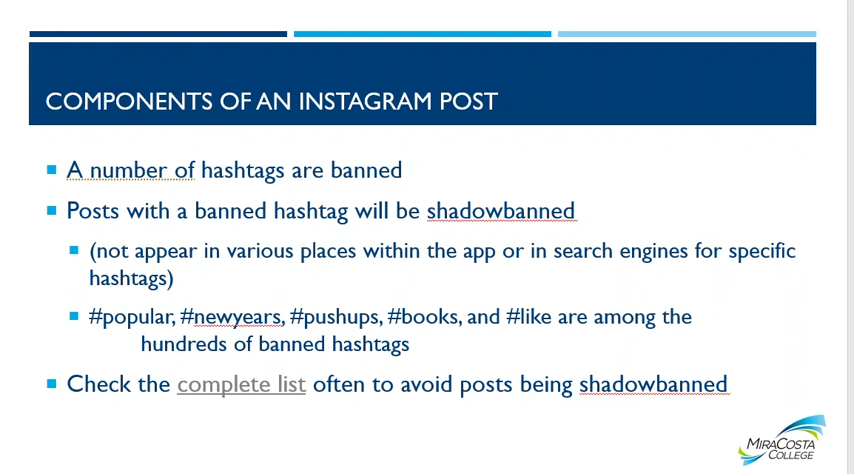 COMPONENTS OF AN INSTAGRAM POST
A number of hashtags are banned
Posts with a banned hashtag will be shadowbanned
(not appear in various places within the app or in search engines for specific
hashtags)
#popular, #newyears, #pushups, #books, and #like are among the
hundreds of banned hashtags
Check the complete list often to avoid posts being shadowbanned
MIRACOSTA
COLLEGE